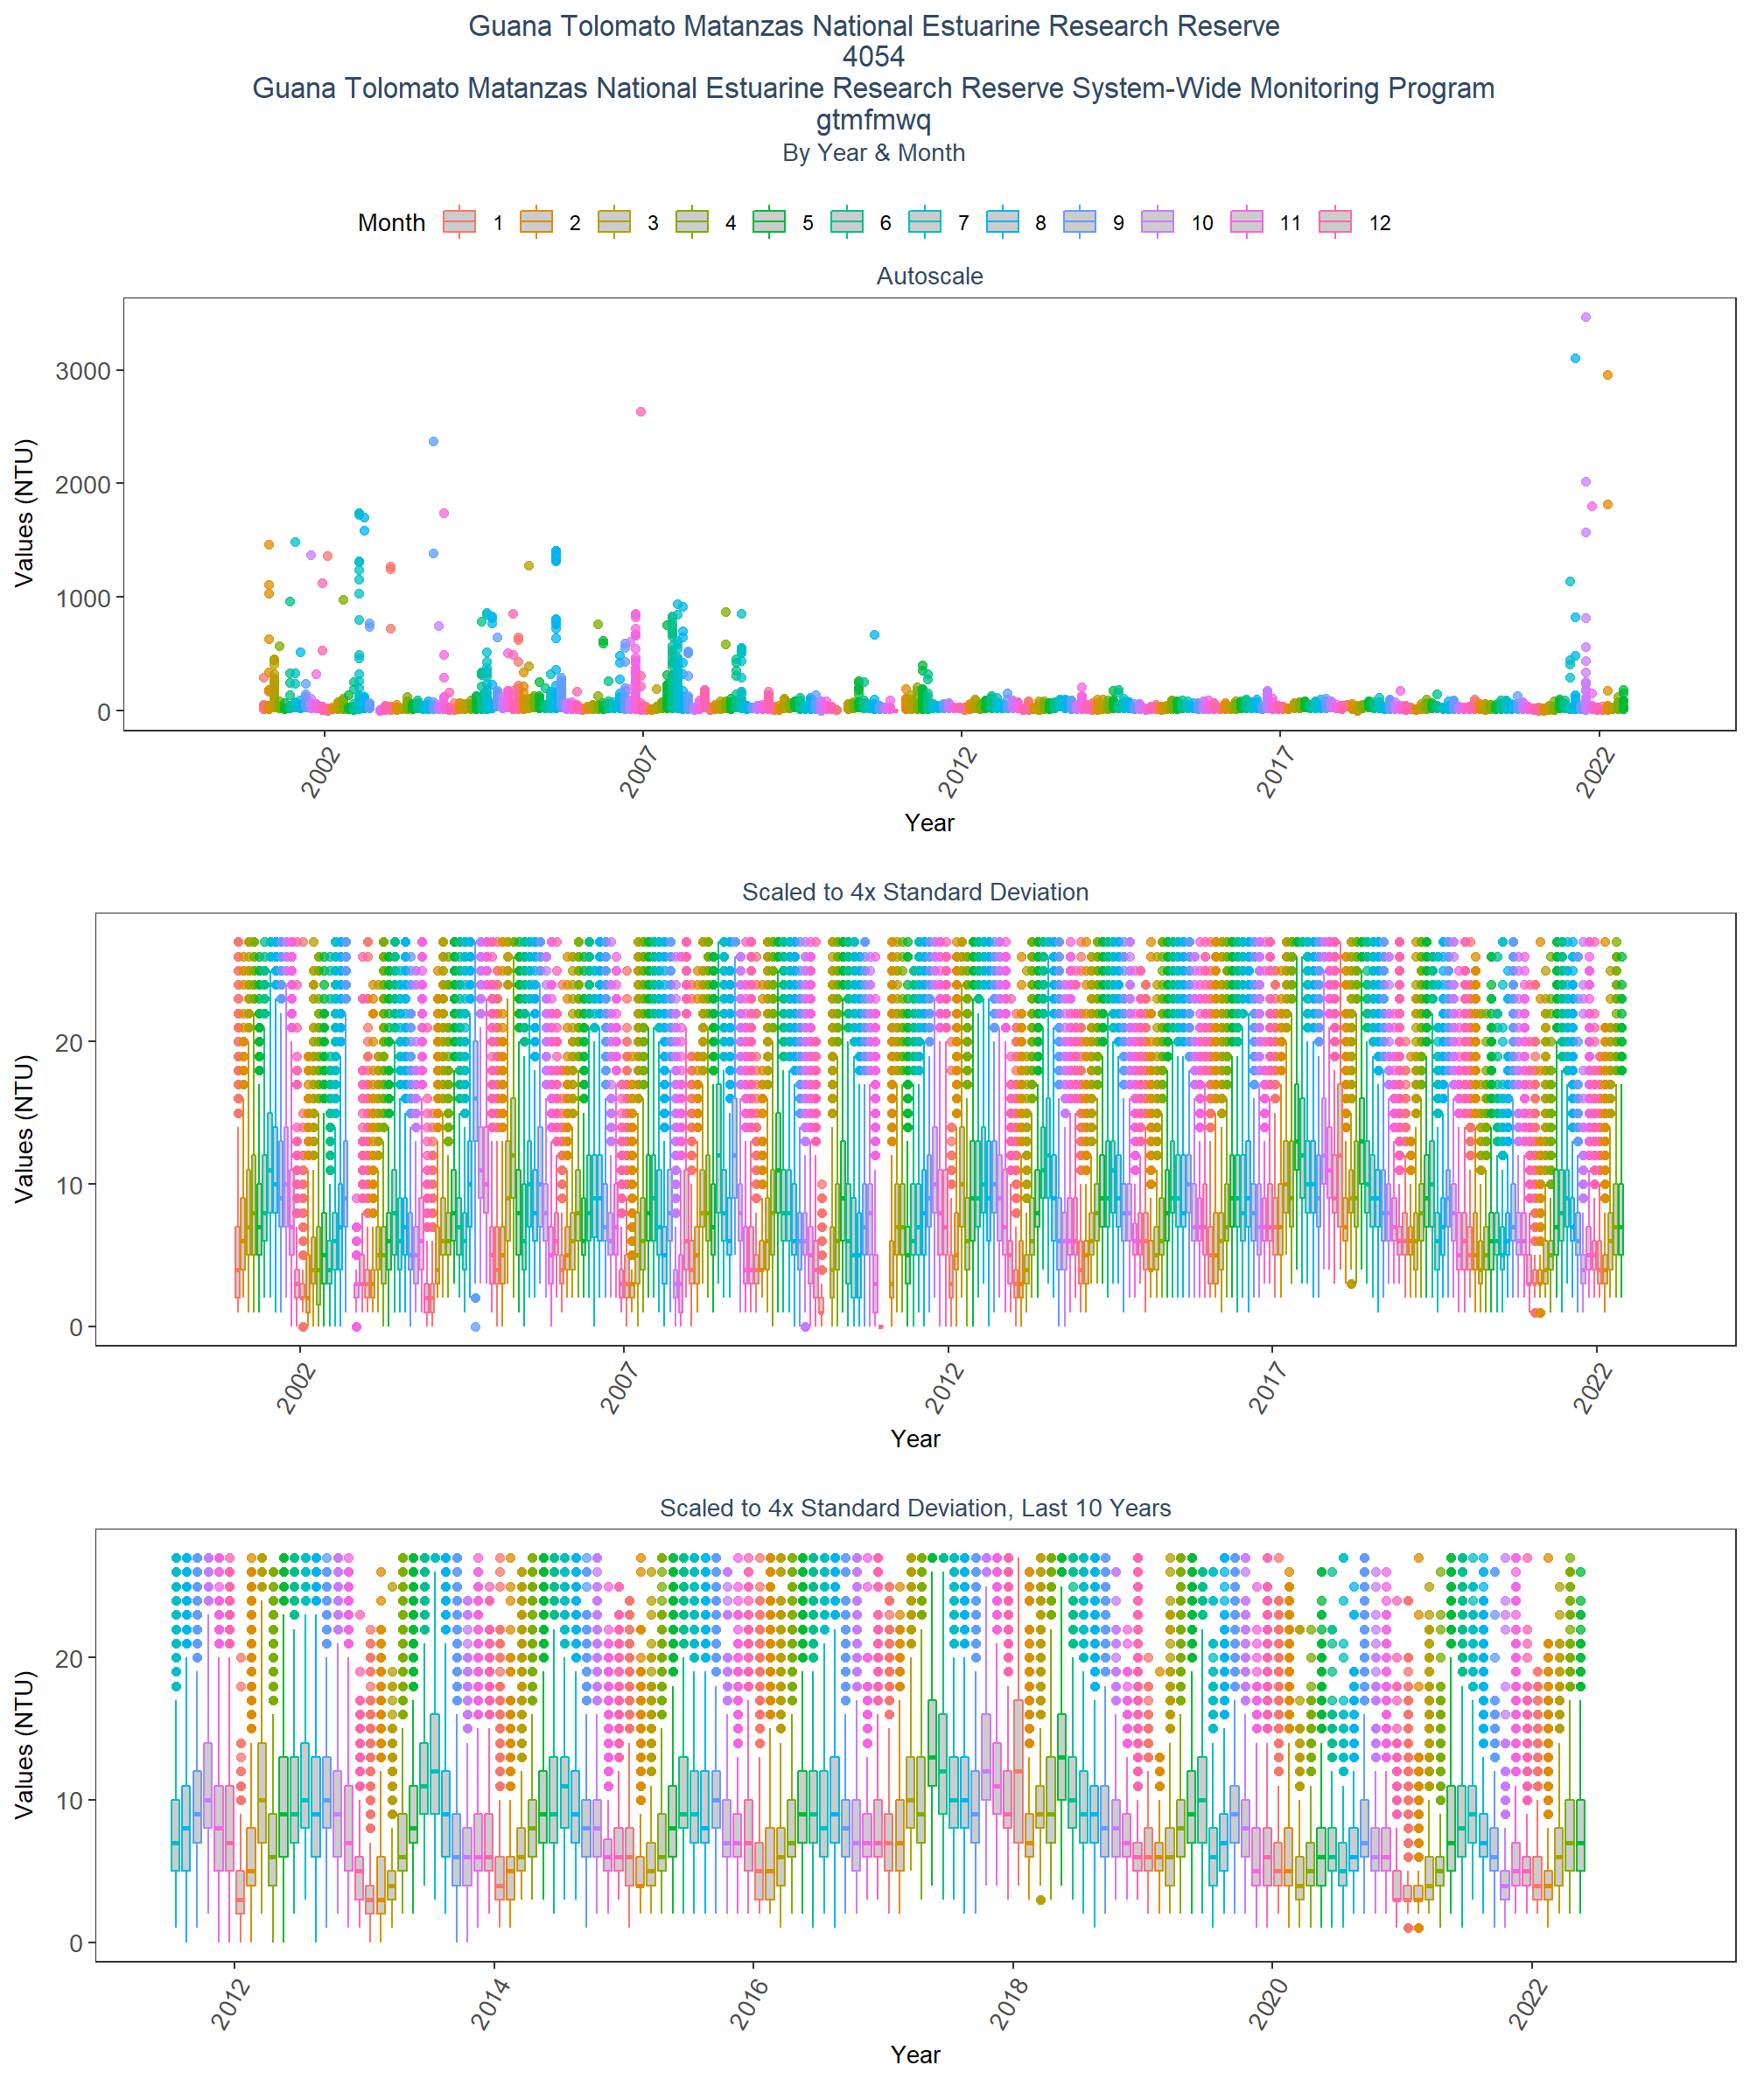 Guana Tolomato Matanzas National Estuarine Research Reserve
4054
Guana Tolomato Matanzas National Estuarine Research Reserve System-Wide Monitoring Program
gtmfmwq
By Year & Month
Month 1 2 3 4 5 6 7 8 9 10 11 12
Autoscale
Values (NTU)
3000
2000
1000
0
2002 2007 2012 2017 2022
Year
Scaled to 4x Standard Deviation
Values (NTU)
20
10
0
2002 2007 2012 2017 2022
Year
Scaled to 4x Standard Deviation, Last 10 Years
Values (NTU)
20
10
0
2012 2014 2016 2018 2020 2022
Year